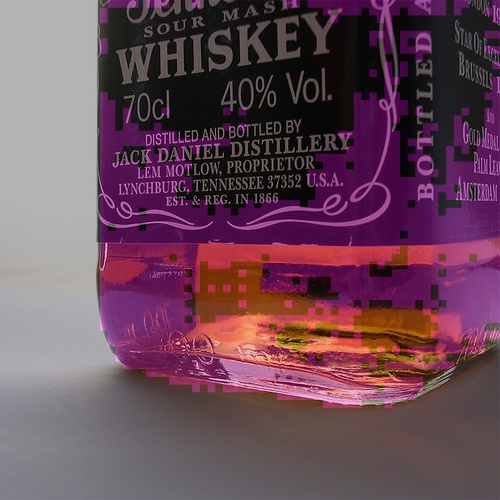 SOUR MASH
WHISKEY
70cl 40% Vol.
DISTILLED AND BOTTLED BY
JACK DANIEL DISTILLERY
LEM MOTLOW, PROPRIETOR
LYNCHBURG, TENNESSEE 37352 U.S.A.
EST. & REG. IN 1866
BOTTLED
STAR OF
BRUSSELS
AND
GOLD MEDAL
PALM
AMSTERDAM